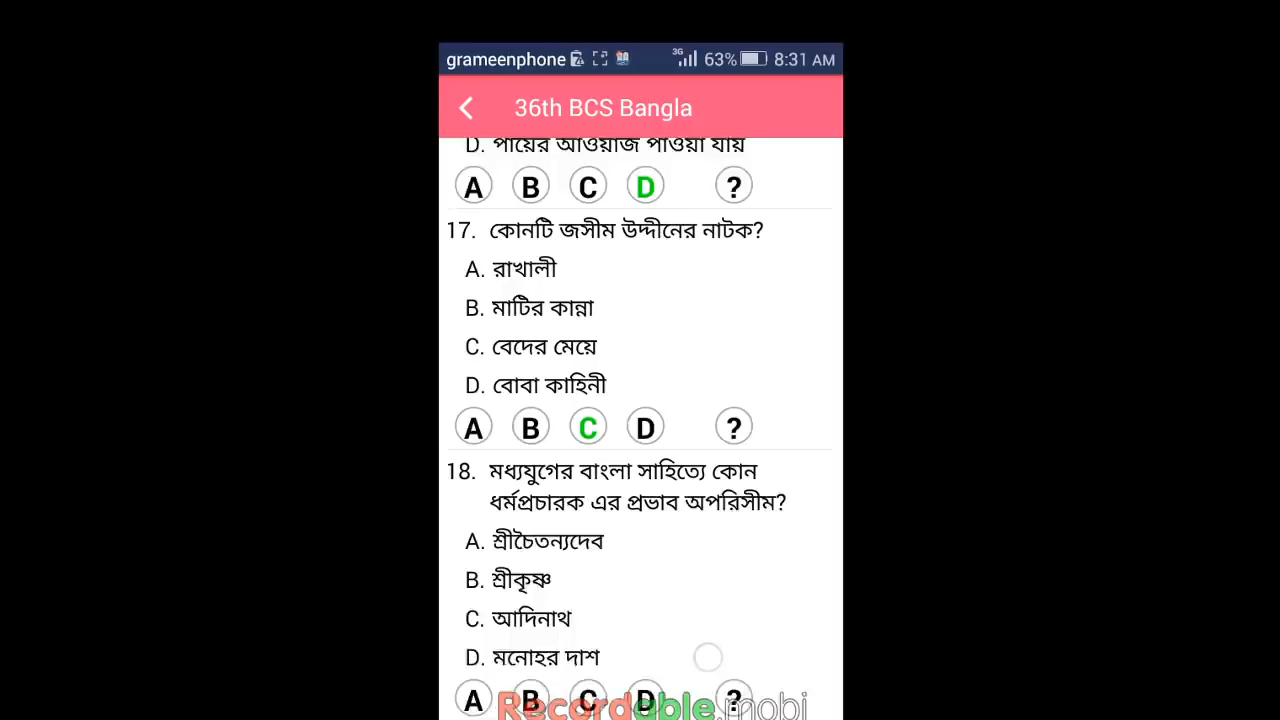 grameenphone 3G 63% 8:31 AM
36th BCS Bangla
D. পায়ের আওয়াজ পাওয়া যায়
A B C D ?
17. কোনটি জসীম উদ্দীনের নাটক?
A. রাখালী
B. মাটির কান্না
C. বেদের মেয়ে
D. বোবা কাহিনী
A B C D ?
18. মধ্যযুগের বাংলা সাহিত্যে কোন
ধর্মপ্রচারক এর প্রভাব অপরিসীম?
A. শ্রীচৈতন্যদেব
B. শ্রীকৃষ্ণ
C. আদিনাথ
D. মনোহর দাশ
A B C D ?
Recordable.mobi